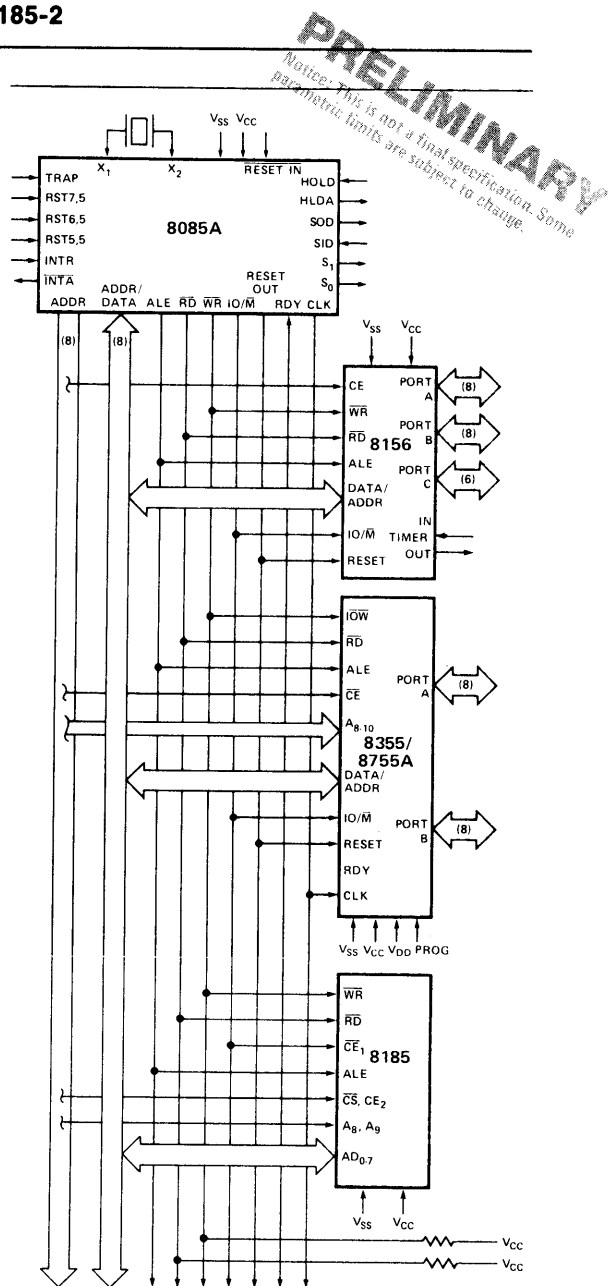 185-2
PRELIMINARY
Notice: This is not a final specification. Some
parametric limits are subject to change.
VSS VCC
X1 X2 RESET IN
TRAP HOLD
RST7,5 HLDA
RST6,5 8085A SOD
RST5,5 SID
INTR S1
INTA S0
ADDR ADDR/DATA ALE RD WR IO/M RESET OUT RDY CLK
(8) (8)
VSS VCC
CE PORT A (8)
WR
RD PORT B (8)
8156
ALE PORT C (6)
DATA/
ADDR
IN
IO/M TIMER
OUT
RESET
IOW
RD
ALE PORT A (8)
CE
A8-10
8355/
8755A
DATA/
ADDR
IO/M PORT B (8)
RESET
RDY
CLK
VSS VCC VDD PROG
WR
RD
CE1 8185
ALE
CS, CE2
A8, A9
AD0-7
VSS VCC
VCC
VCC